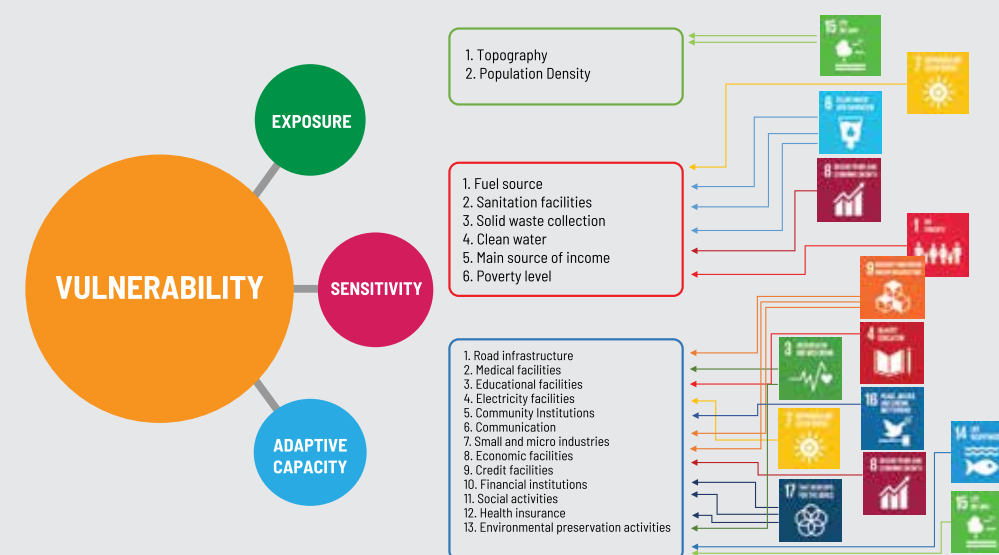 VULNERABILITY
EXPOSURE
SENSITIVITY
ADAPTIVE
CAPACITY
1. Topography
2. Population Density
1. Fuel source
2. Sanitation facilities
3. Solid waste collection
4. Clean water
5. Main source of income
6. Poverty level
1. Road infrastructure
2. Medical facilities
3. Educational facilities
4. Electricity facilities
5. Community Institutions
6. Communication
7. Small and micro industries
8. Economic facilities
9. Credit facilities
10. Financial institutions
11. Social activities
12. Health insurance
13. Environmental preservation activities
15
7
6
8
1
9
4
3
16
7
14
8
17
15